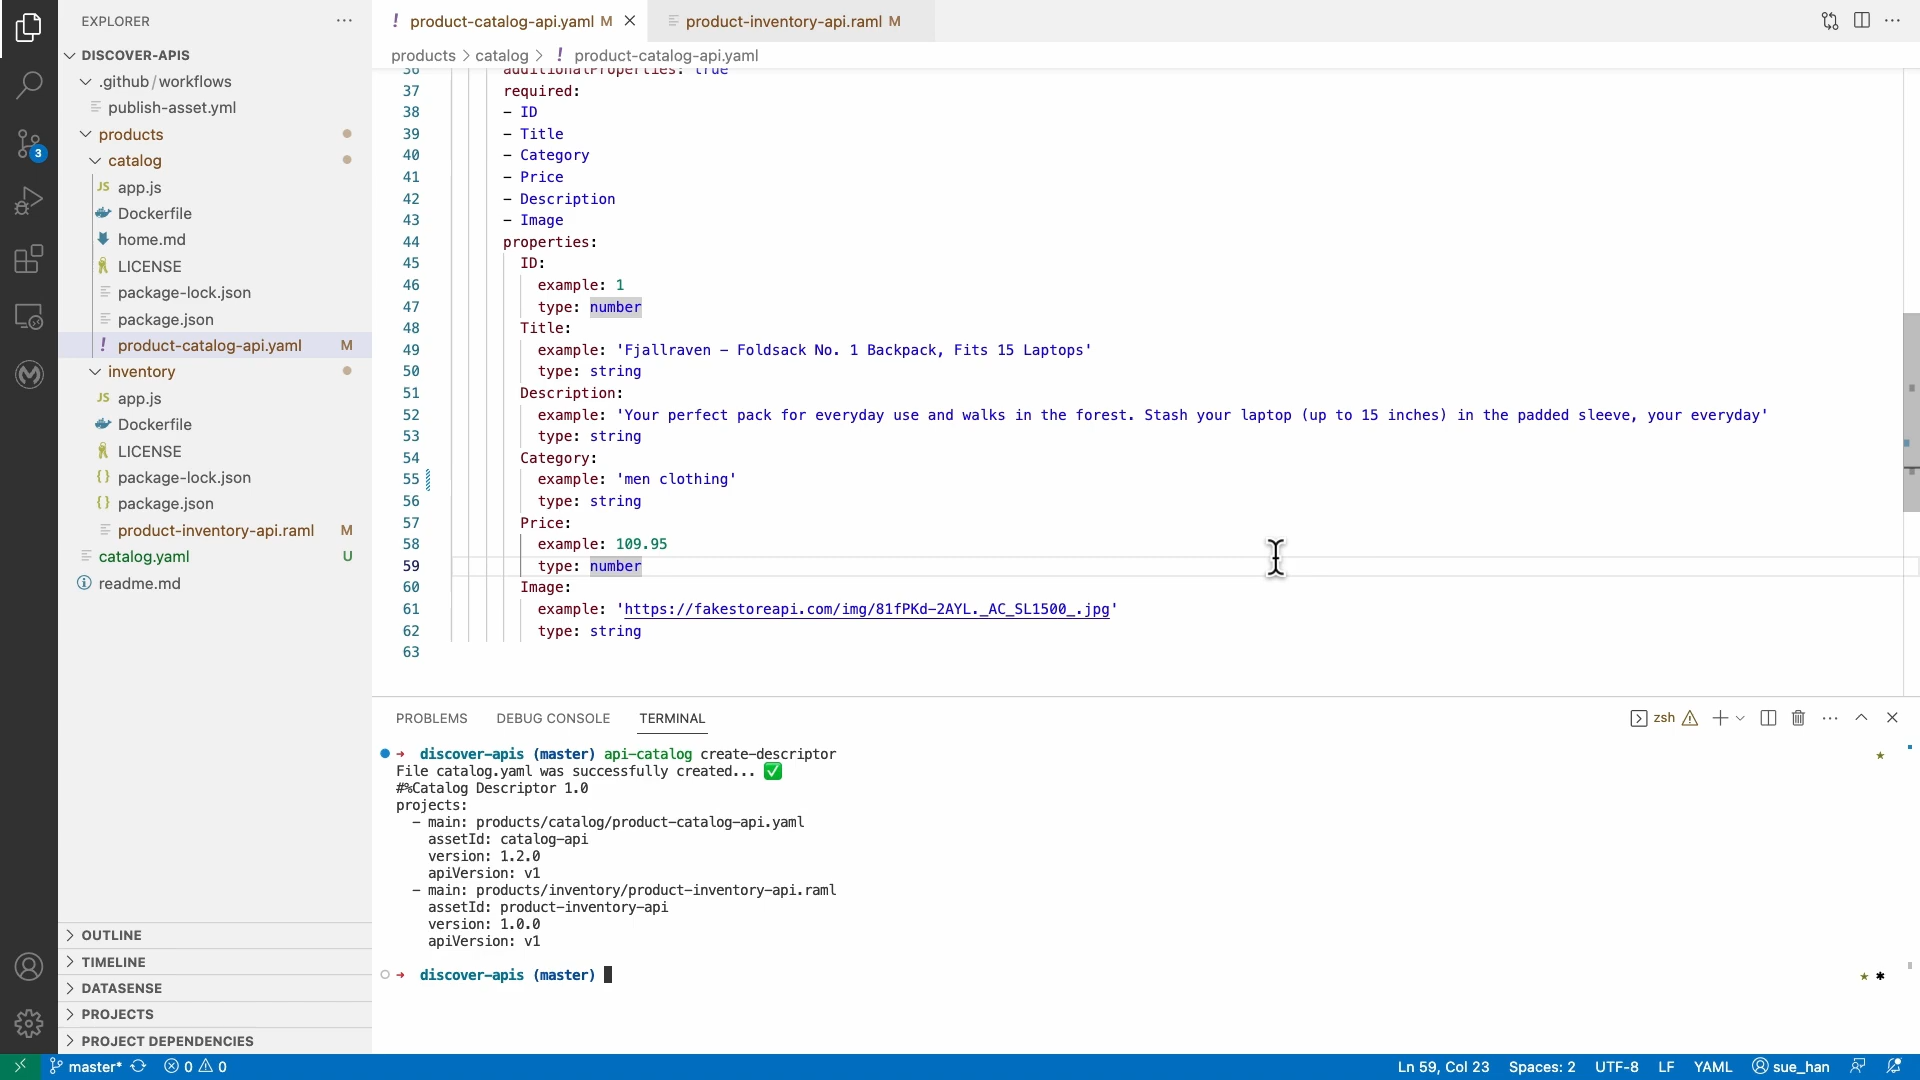 EXPLORER
DISCOVER-APIS
.github/workflows
publish-asset.yml
products
catalog
JS app.js
Dockerfile
home.md
LICENSE
package-lock.json
package.json
! product-catalog-api.yaml M
inventory
JS app.js
Dockerfile
LICENSE
{} package-lock.json
{} package.json
product-inventory-api.raml M
catalog.yaml U
readme.md
3
OUTLINE
TIMELINE
DATASENSE
PROJECTS
PROJECT DEPENDENCIES
! product-catalog-api.yaml M
product-inventory-api.raml M
products > catalog > ! product-catalog-api.yaml
36 additionalProperties: true
37 required:
38 - ID
39 - Title
40 - Category
41 - Price
42 - Description
43 - Image
44 properties:
45 ID:
46 example: 1
47 type: number
48 Title:
49 example: 'Fjallraven - Foldsack No. 1 Backpack, Fits 15 Laptops'
50 type: string
51 Description:
52 example: 'Your perfect pack for everyday use and walks in the forest. Stash your laptop (up to 15 inches) in the padded sleeve, your everyday'
53 type: string
54 Category:
55 example: 'men clothing'
56 type: string
57 Price:
58 example: 109.95
59 type: number
60 Image:
61 example: 'https://fakestoreapi.com/img/81fPKd-2AYL._AC_SL1500_.jpg'
62 type: string
63
PROBLEMS DEBUG CONSOLE TERMINAL
zsh
discover-apis (master) api-catalog create-descriptor
File catalog.yaml was successfully created... ✅
#%Catalog Descriptor 1.0
projects:
- main: products/catalog/product-catalog-api.yaml
assetId: catalog-api
version: 1.2.0
apiVersion: v1
- main: products/inventory/product-inventory-api.raml
assetId: product-inventory-api
version: 1.0.0
apiVersion: v1
discover-apis (master)
master* 0 0
Ln 59, Col 23 Spaces: 2 UTF-8 LF YAML sue_han